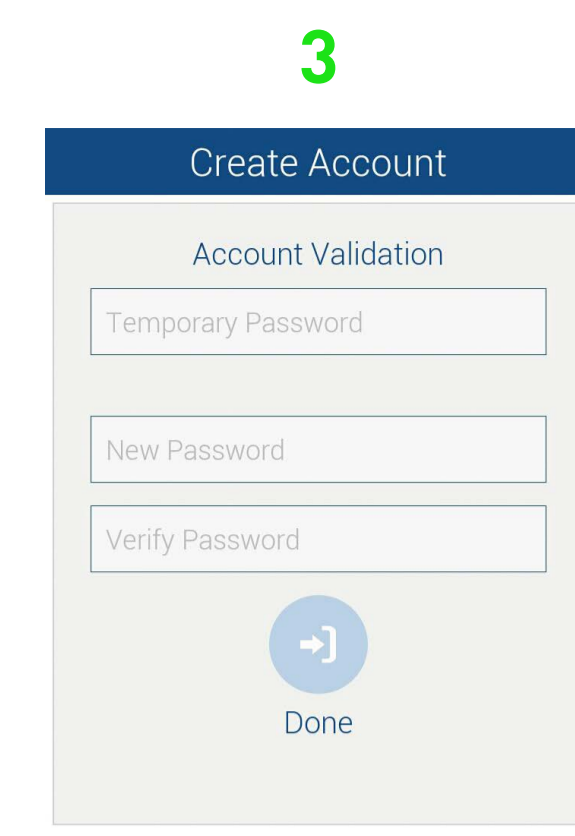 3
Create Account
Account Validation
Temporary Password
New Password
Verify Password
Done